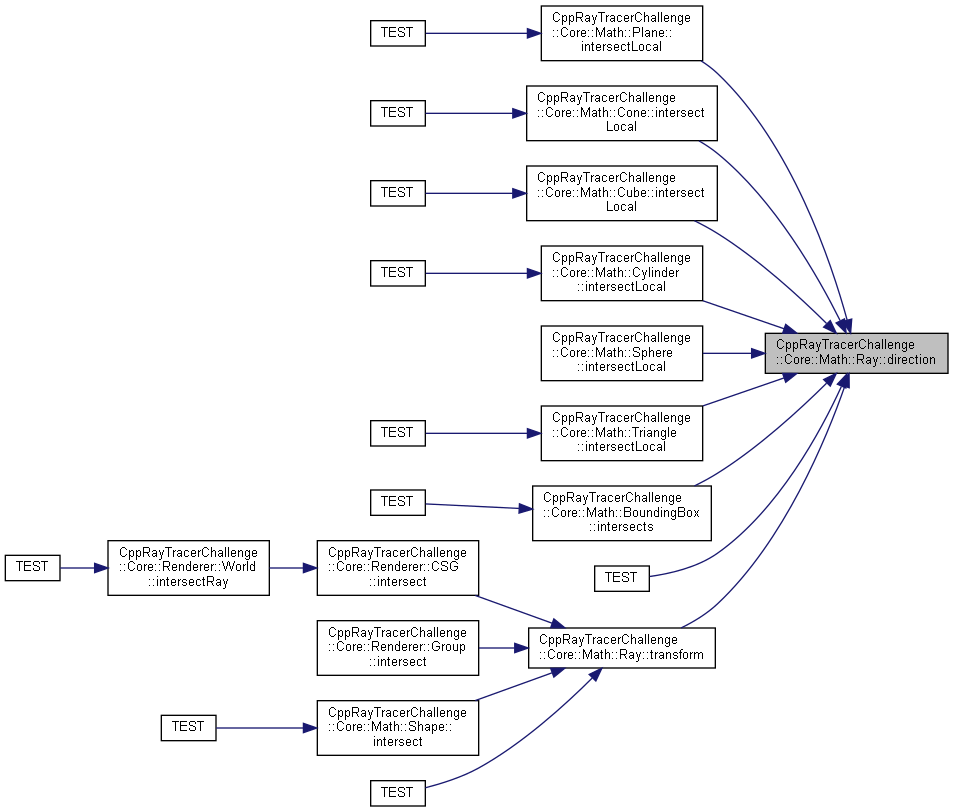 TEST
CppRayTracerChallenge
::Core::Math::Plane::
intersectLocal
TEST
CppRayTracerChallenge
::Core::Math::Cone::intersect
Local
TEST
CppRayTracerChallenge
::Core::Math::Cube::intersect
Local
TEST
CppRayTracerChallenge
::Core::Math::Cylinder
::intersectLocal
CppRayTracerChallenge
::Core::Math::Sphere
::intersectLocal
CppRayTracerChallenge
::Core::Math::Ray::direction
TEST
CppRayTracerChallenge
::Core::Math::Triangle
::intersectLocal
TEST
CppRayTracerChallenge
::Core::Math::BoundingBox
::intersects
TEST
CppRayTracerChallenge
::Core::Renderer::World
::intersectRay
CppRayTracerChallenge
::Core::Renderer::CSG
::intersect
TEST
CppRayTracerChallenge
::Core::Renderer::Group
::intersect
CppRayTracerChallenge
::Core::Math::Ray::transform
TEST
CppRayTracerChallenge
::Core::Math::Shape::
intersect
TEST